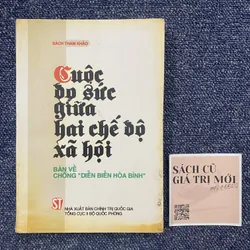 SÁCH THAM KHẢO
Cuộc
đọ sức
giữa
hai chế độ
xã hội
BÀN VỀ
CHỐNG "DIỄN BIẾN HÒA BÌNH"
ST
NHÀ XUẤT BẢN CHÍNH TRỊ QUỐC GIA
TỔNG CỤC II BỘ QUỐC PHÒNG
SÁCH CŨ
GIÁ TRỊ MỚI